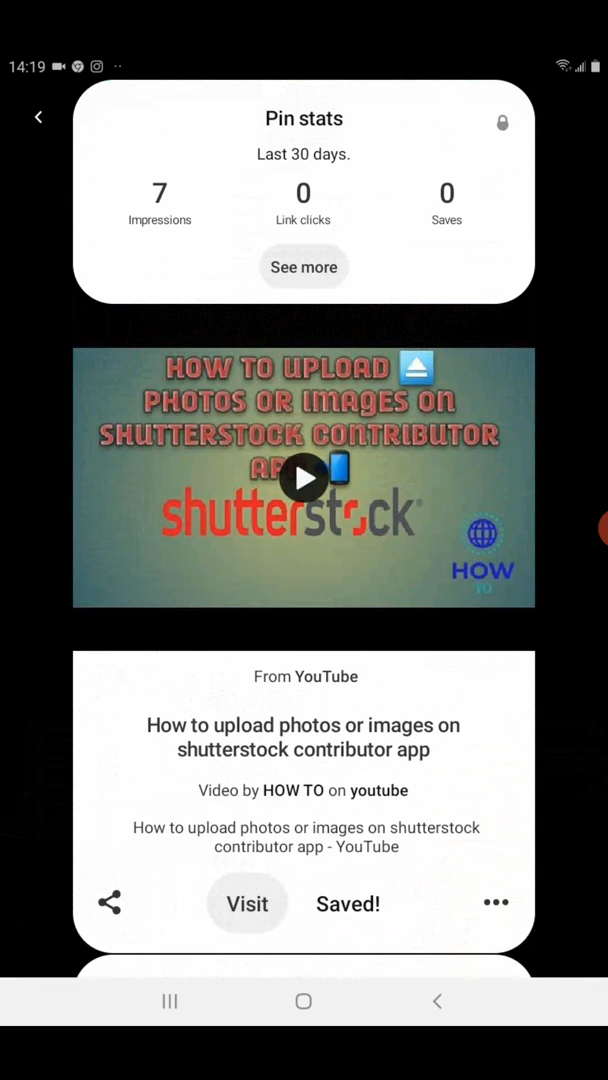 14:19
Pin stats
Last 30 days.
7
0
0
Impressions
Link clicks
Saves
See more
HOW TO UPLOAD
PHOTOS OR IMAGES ON
SHUTTERSTOCK CONTRIBUTOR
APP
shutterstock®
HOW
TO
From YouTube
How to upload photos or images on
shutterstock contributor app
Video by HOW TO on youtube
How to upload photos or images on shutterstock
contributor app - YouTube
Visit
Saved!